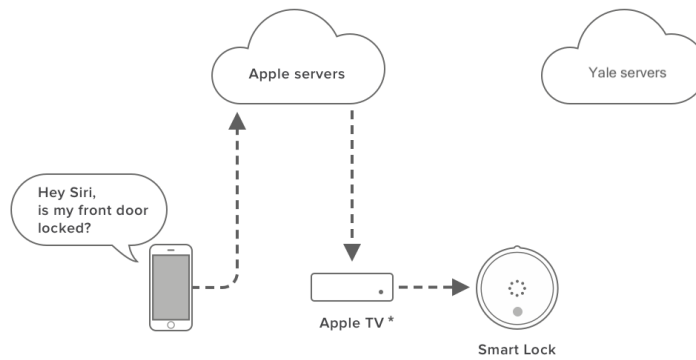 Apple servers
Yale servers
Hey Siri,
is my front door
locked?
Apple TV *
Smart Lock